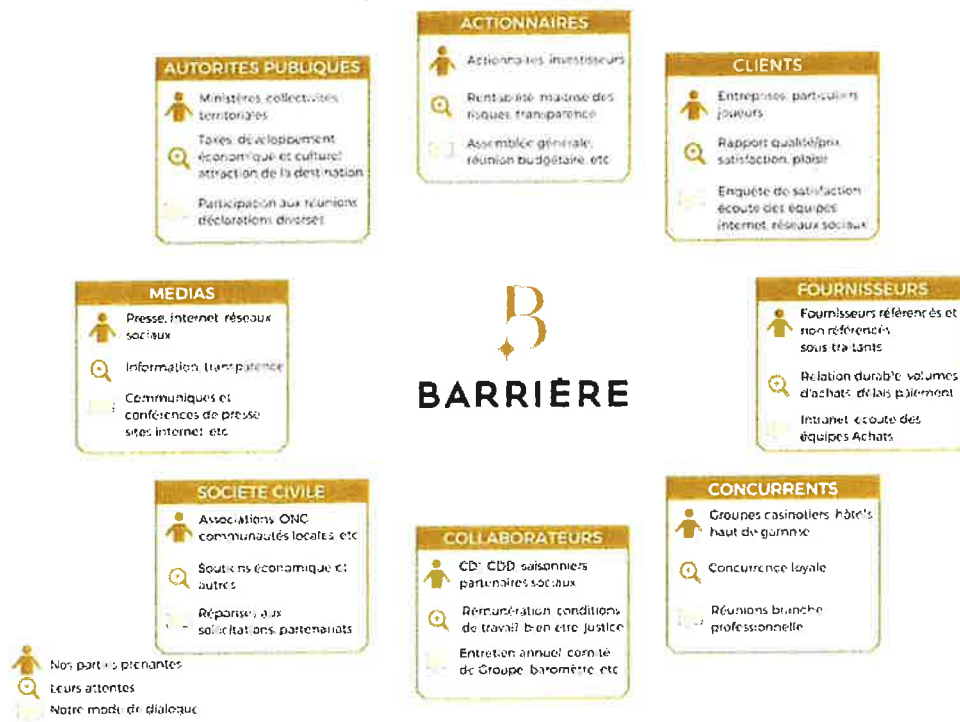 ACTIONNAIRES
Actionnaires investisseurs
Rentabilité maîtrise des
risques, transparence
Assemblée générale,
réunion budgétaire, etc
AUTORITES PUBLIQUES
Ministères, collectivités
territoriales
Taxes, développement
économique et culturel
attraction de la destination
Participation aux réunions
déclarations diverses
CLIENTS
Entreprises, particuliers
joueurs
Rapport qualité/prix,
satisfaction, plaisir
Enquête de satisfaction
écoute des équipes
internet, réseaux sociaux
MEDIAS
Presse, internet réseaux
sociaux
Information, transparence
Communiqués et
conférences de presse
sites internet, etc
B
BARRIÈRE
FOURNISSEURS
Fournisseurs référencés et
non référencés
sous traitants
Relation durable, volumes
d'achats, délais paiement
Intranet, écoute des
équipes Achats
SOCIETE CIVILE
Associations ONG
communautés locales, etc
Soutiens économique et
autres
Réponses aux
sollicitations, partenariats
COLLABORATEURS
CDI CDD saisonniers
partenaires sociaux
Rémunération conditions
de travail bien être justice
Entretien annuel comité
de Groupe baromètre etc
CONCURRENTS
Groupes casinotiers, hôtels
haut de gamme
Concurrence loyale
Réunions branche
professionnelle
Nos parties prenantes
Leurs attentes
Notre mode de dialogue